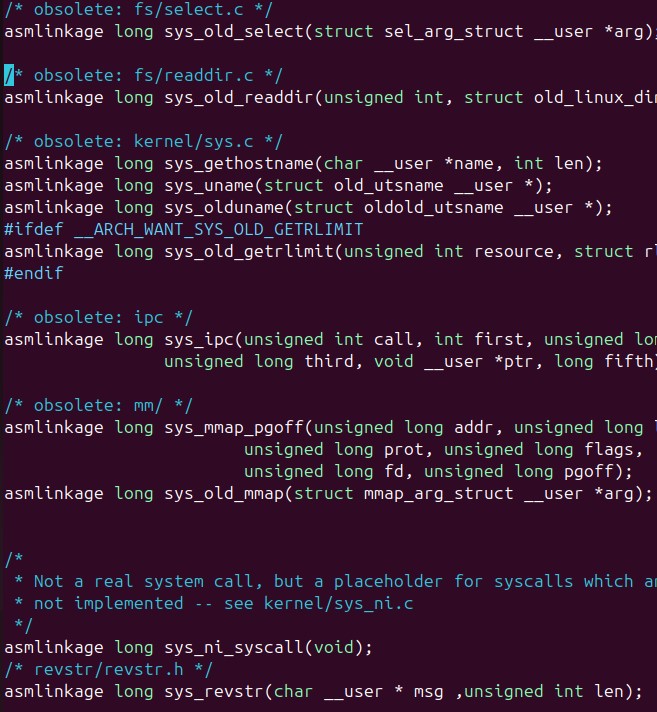 /* obsolete: fs/select.c */
asmlinkage long sys_old_select(struct sel_arg_struct __user *arg);
/* obsolete: fs/readdir.c */
asmlinkage long sys_old_readdir(unsigned int, struct old_linux_dir
/* obsolete: kernel/sys.c */
asmlinkage long sys_gethostname(char __user *name, int len);
asmlinkage long sys_uname(struct old_utsname __user *);
asmlinkage long sys_olduname(struct oldold_utsname __user *);
#ifdef __ARCH_WANT_SYS_OLD_GETRLIMIT
asmlinkage long sys_old_getrlimit(unsigned int resource, struct rl
#endif
/* obsolete: ipc */
asmlinkage long sys_ipc(unsigned int call, int first, unsigned lon
unsigned long third, void __user *ptr, long fifth)
/* obsolete: mm/ */
asmlinkage long sys_mmap_pgoff(unsigned long addr, unsigned long l
unsigned long prot, unsigned long flags,
unsigned long fd, unsigned long pgoff);
asmlinkage long sys_old_mmap(struct mmap_arg_struct __user *arg);
/*
* Not a real system call, but a placeholder for syscalls which ar
* not implemented -- see kernel/sys_ni.c
*/
asmlinkage long sys_ni_syscall(void);
/* revstr/revstr.h */
asmlinkage long sys_revstr(char __user * msg ,unsigned int len);